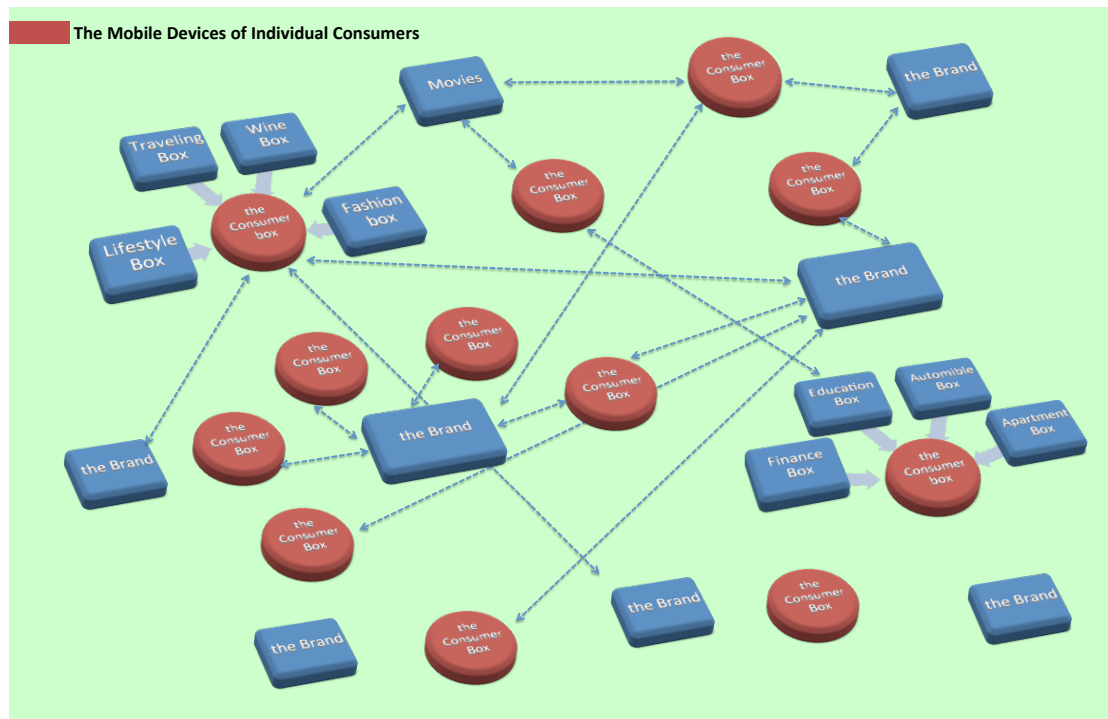 The Mobile Devices of Individual Consumers
Movies
the
Consumer
Box
the Brand
Traveling
Box
Wine
Box
the
Consumer
Box
the
Consumer
Box
the
Consumer
box
Fashion
box
Lifestyle
Box
the Brand
the
Consumer
Box
the
Consumer
Box
the
Consumer
Box
Education
Box
Automible
Box
the
Consumer
Box
the Brand
Apartment
Box
the Brand
Finance
Box
the
Consumer
box
the
Consumer
Box
the Brand
the
Consumer
Box
the Brand
the
Consumer
Box
the Brand